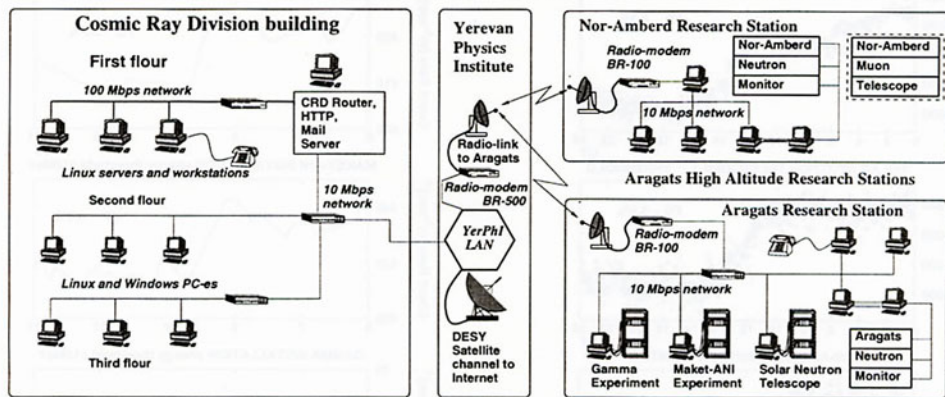 Cosmic Ray Division building
First flour
100 Mbps network
CRD Router,
HTTP,
Mail
Server
Linux servers and workstations
10 Mbps
network
Second flour
Linux and Windows PC-es
Third flour
Yerevan
Physics
Institute
Radio-link
to Aragats
Radio-modem
BR-500
YerPhI
LAN
DESY
Satellite
channel to
Internet
Nor-Amberd Research Station
Radio-modem
BR-100
Nor-Amberd
Neutron
Monitor
Nor-Amberd
Muon
Telescope
10 Mbps network
Aragats High Altitude Research Stations
Aragats Research Station
Radio-modem
BR-100
10 Mbps network
Gamma
Experiment
Maket-ANI
Experiment
Solar Neutron
Telescope
Aragats
Neutron
Monitor